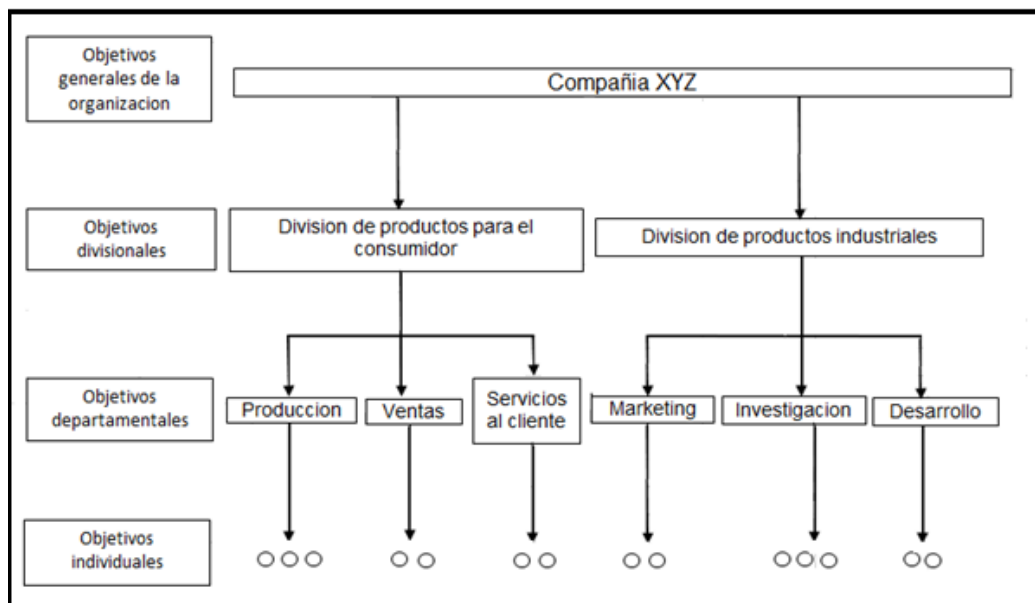 Objetivos
generales de la
organizacion
Compañia XYZ
Objetivos
divisionales
Division de productos para el
consumidor
Division de productos industriales
Objetivos
departamentales
Produccion
Ventas
Servicios
al cliente
Marketing
Investigacion
Desarrollo
Objetivos
individuales